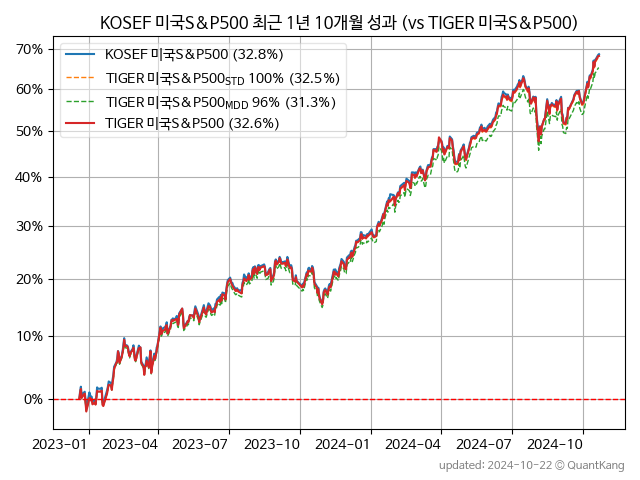 KOSEF 미국S&P500 최근 1년 10개월 성과 (vs TIGER 미국S&P500)
KOSEF 미국S&P500 (32.8%)
TIGER 미국S&P500STD 100% (32.5%)
TIGER 미국S&P500MDD 96% (31.3%)
TIGER 미국S&P500 (32.6%)
70%
60%
50%
40%
30%
20%
10%
0%
2023-01 2023-04 2023-07 2023-10 2024-01 2024-04 2024-07 2024-10
updated: 2024-10-22 © QuantKang